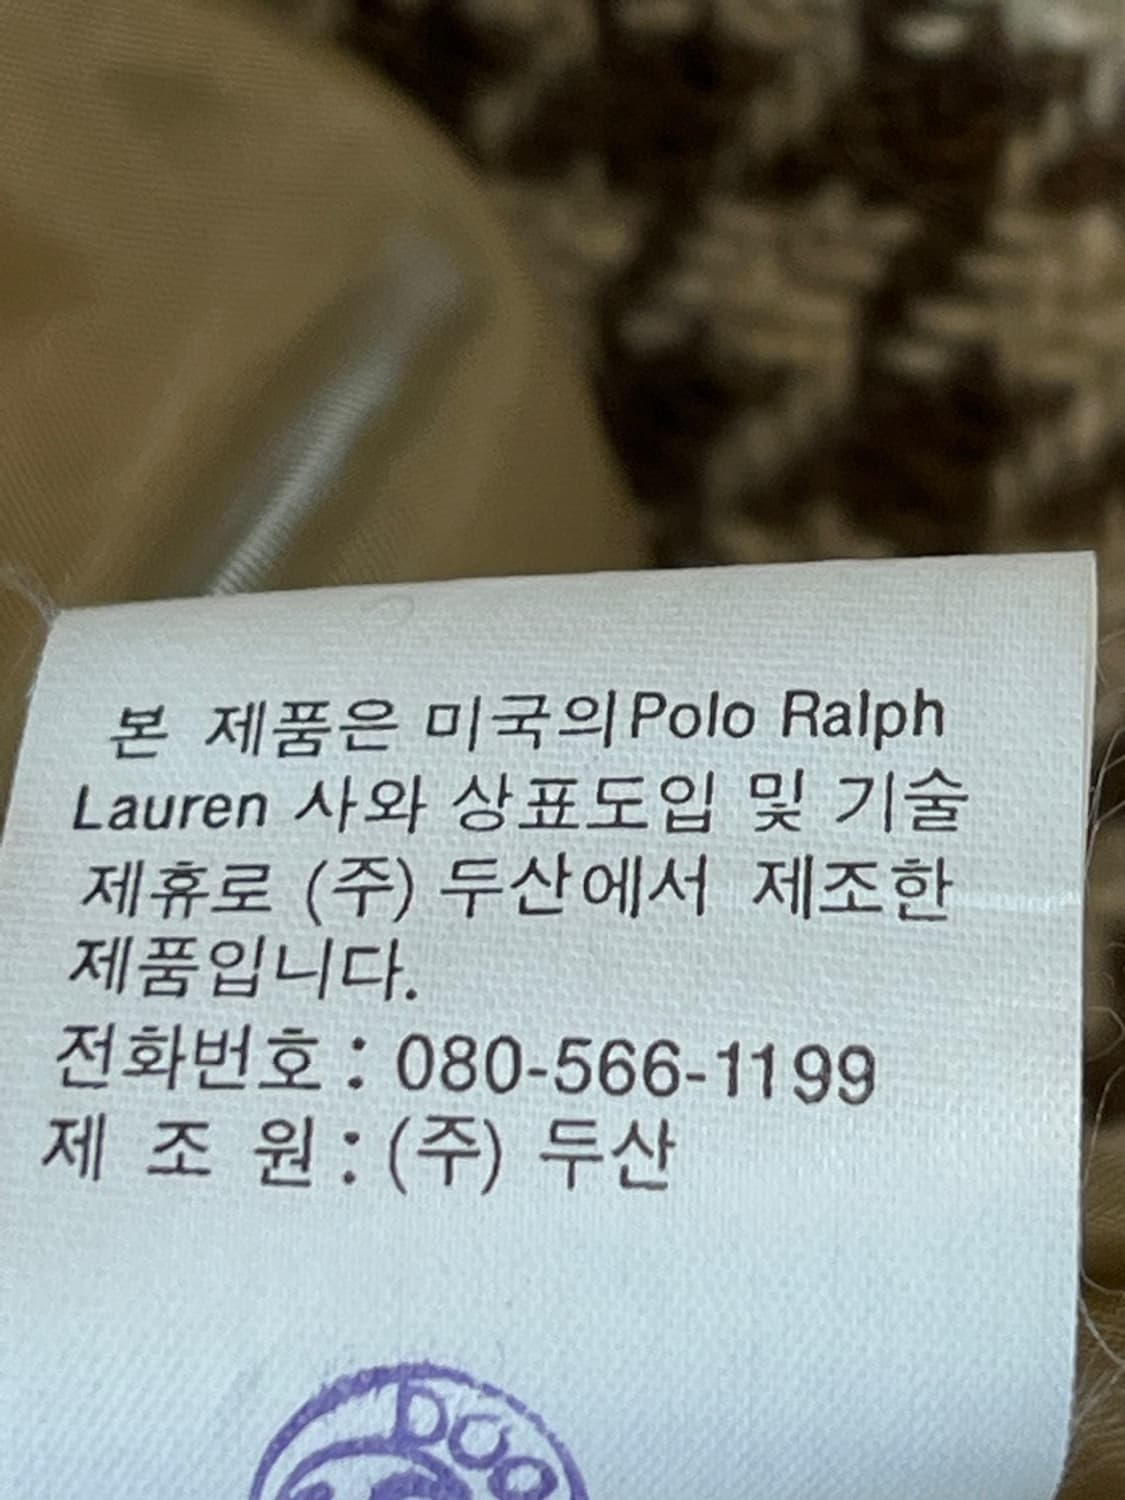 본 제품은 미국의Polo Ralph
Lauren 사와 상표도입 및 기술
제휴로 (주) 두산에서 제조한
제품입니다.
전화번호 : 080-566-1199
제 조 원 : (주) 두산